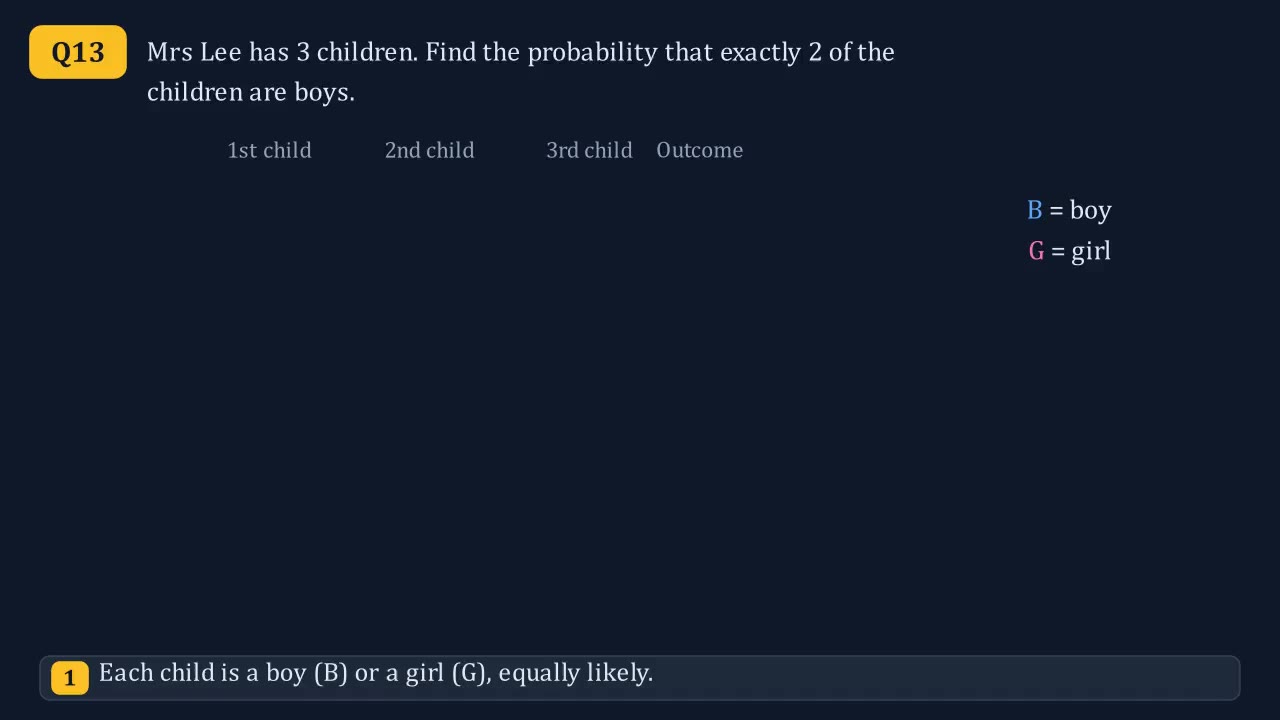 Q13 Mrs Lee has 3 children. Find the probability that exactly 2 of the
children are boys.
1st child 2nd child 3rd child Outcome
B = boy
G = girl
1 Each child is a boy (B) or a girl (G), equally likely.